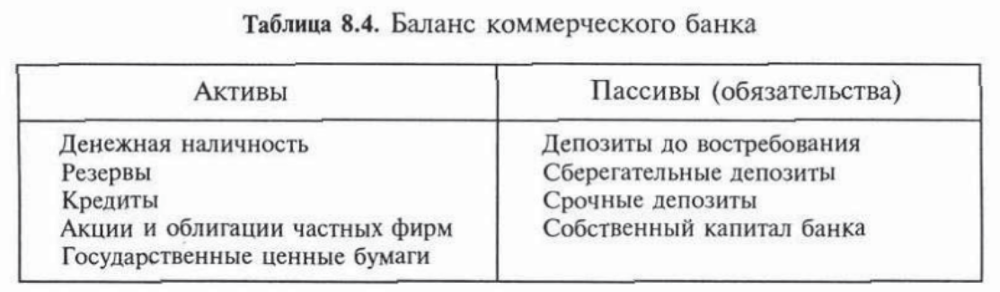 Таблица 8.4. Баланс коммерческого банка
Активы
Пассивы (обязательства)
Денежная наличность
Депозиты до востребования
Резервы
Сберегательные депозиты
Кредиты
Срочные депозиты
Акции и облигации частных фирм
Собственный капитал банка
Государственные ценные бумаги